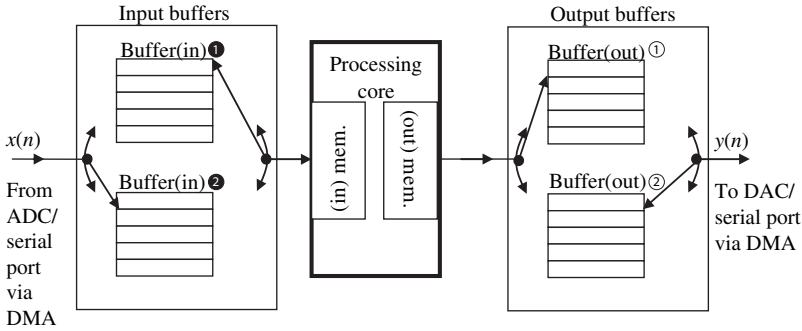 Input buffers
Output buffers
Buffer(in)❶
Processing
core
Buffer(out)①
(in) mem.
(out) mem.
x(n)
y(n)
Buffer(in)❷
Buffer(out)②
From
ADC/
serial
port
via
DMA
To DAC/
serial port
via DMA